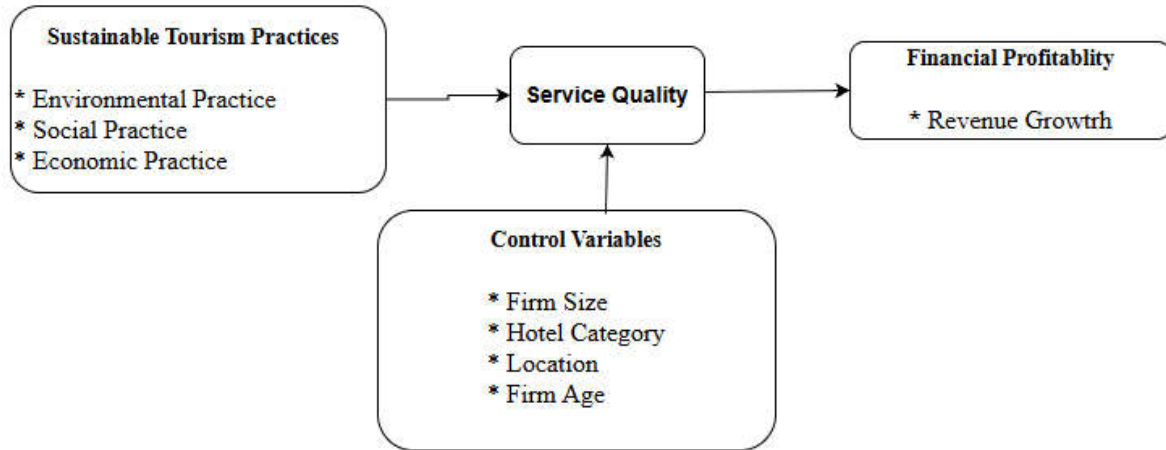 Sustainable Tourism Practices
* Environmental Practice
* Social Practice
* Economic Practice
Service Quality
Financial Profitablity
* Revenue Growtrh
Control Variables
* Firm Size
* Hotel Category
* Location
* Firm Age